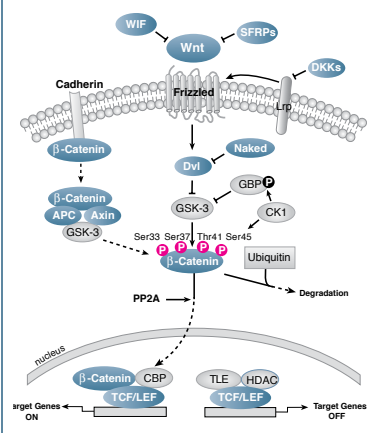 WIF
SFRPs
Wnt
DKKs
Cadherin
Frizzled
Lrp
β-Catenin
Naked
Dvl
β-Catenin
GBP P
APC Axin
GSK-3
GSK-3
CK1
Ser33 Ser37 Thr41 Ser45
P P P P
β-Catenin
Ubiquitin
Degradation
PP2A
nucleus
β-Catenin CBP
TLE HDAC
TCF/LEF
TCF/LEF
arget Genes
ON
Target Genes
OFF